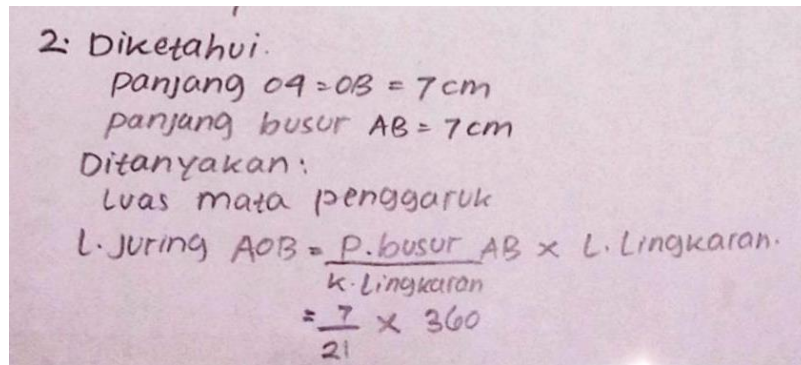 2. Diketahui.
Panjang OA = OB = 7 cm
panjang busur AB = 7 cm
Ditanyakan:
Luas mata penggaruk
L. Juring AOB = P. busur AB × L. Lingkaran.
K. Lingkaran
= 7 × 360
21